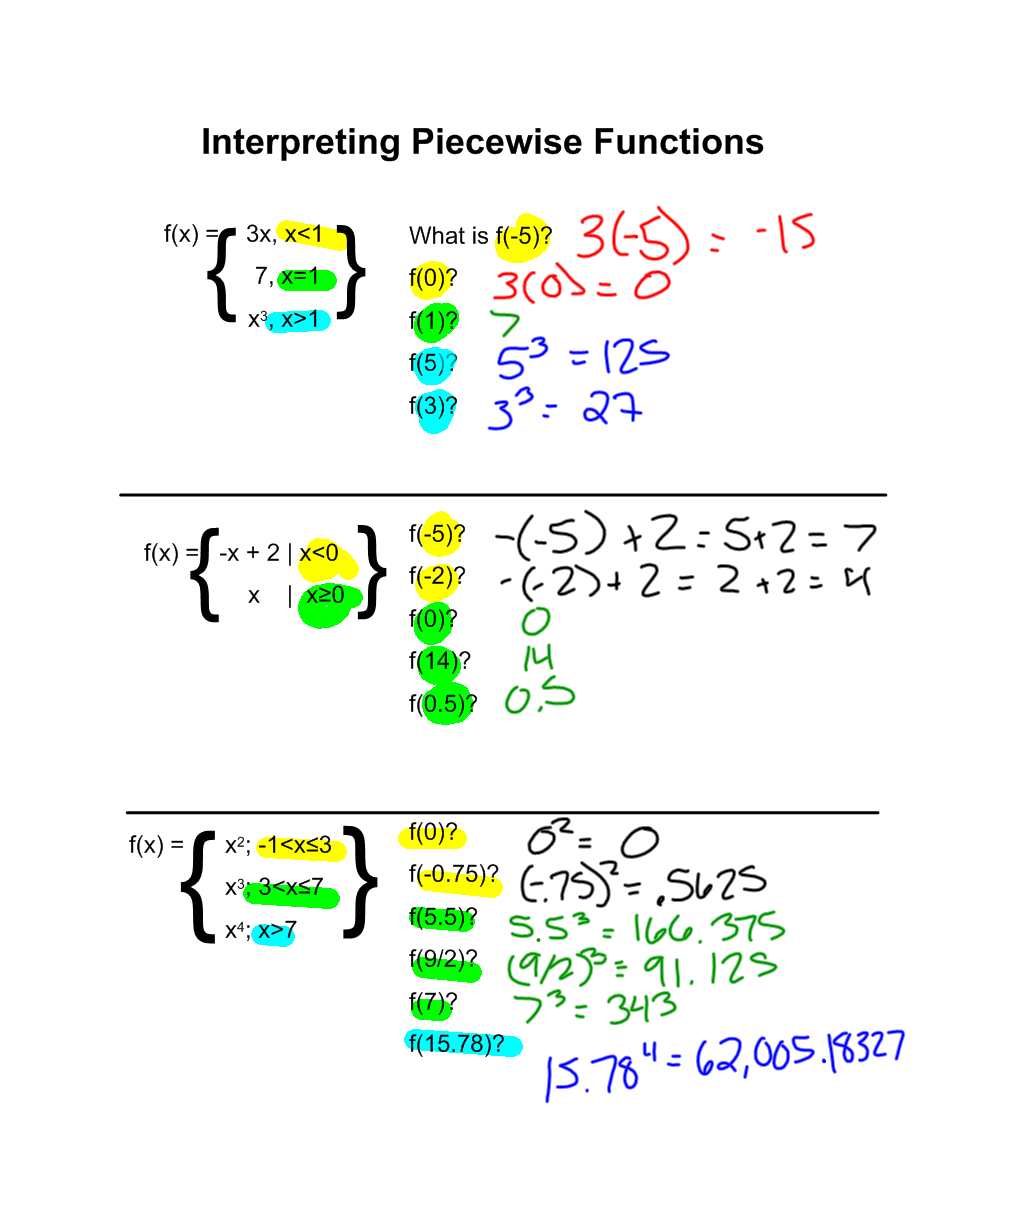 Interpreting Piecewise Functions
f(x) = { 3x, x<1 }
7, x=1
x³, x>1
What is f(-5)? 3(-5) = -15
f(0)? 3(0) = 0
f(1)? 7
f(5)? 5³ = 125
f(3)? 3³ = 27
f(x) = { -x + 2 | x<0 }
x | x≥0
f(-5)? -(-5) + 2 = 5+2 = 7
f(-2)? -(-2) + 2 = 2 + 2 = 4
f(0)? 0
f(14)? 14
f(0.5)? 0.5
f(x) = { x²; -1<x≤3 }
x³; 3<x≤7
x⁴; x>7
f(0)? 0² = 0
f(-0.75)? (-.75)² = .5625
f(5.5)? 5.5³ = 166.375
f(9/2)? (9/2)³ = 91.125
f(7)? 7³ = 343
f(15.78)? 15.78⁴ = 62,005.18327